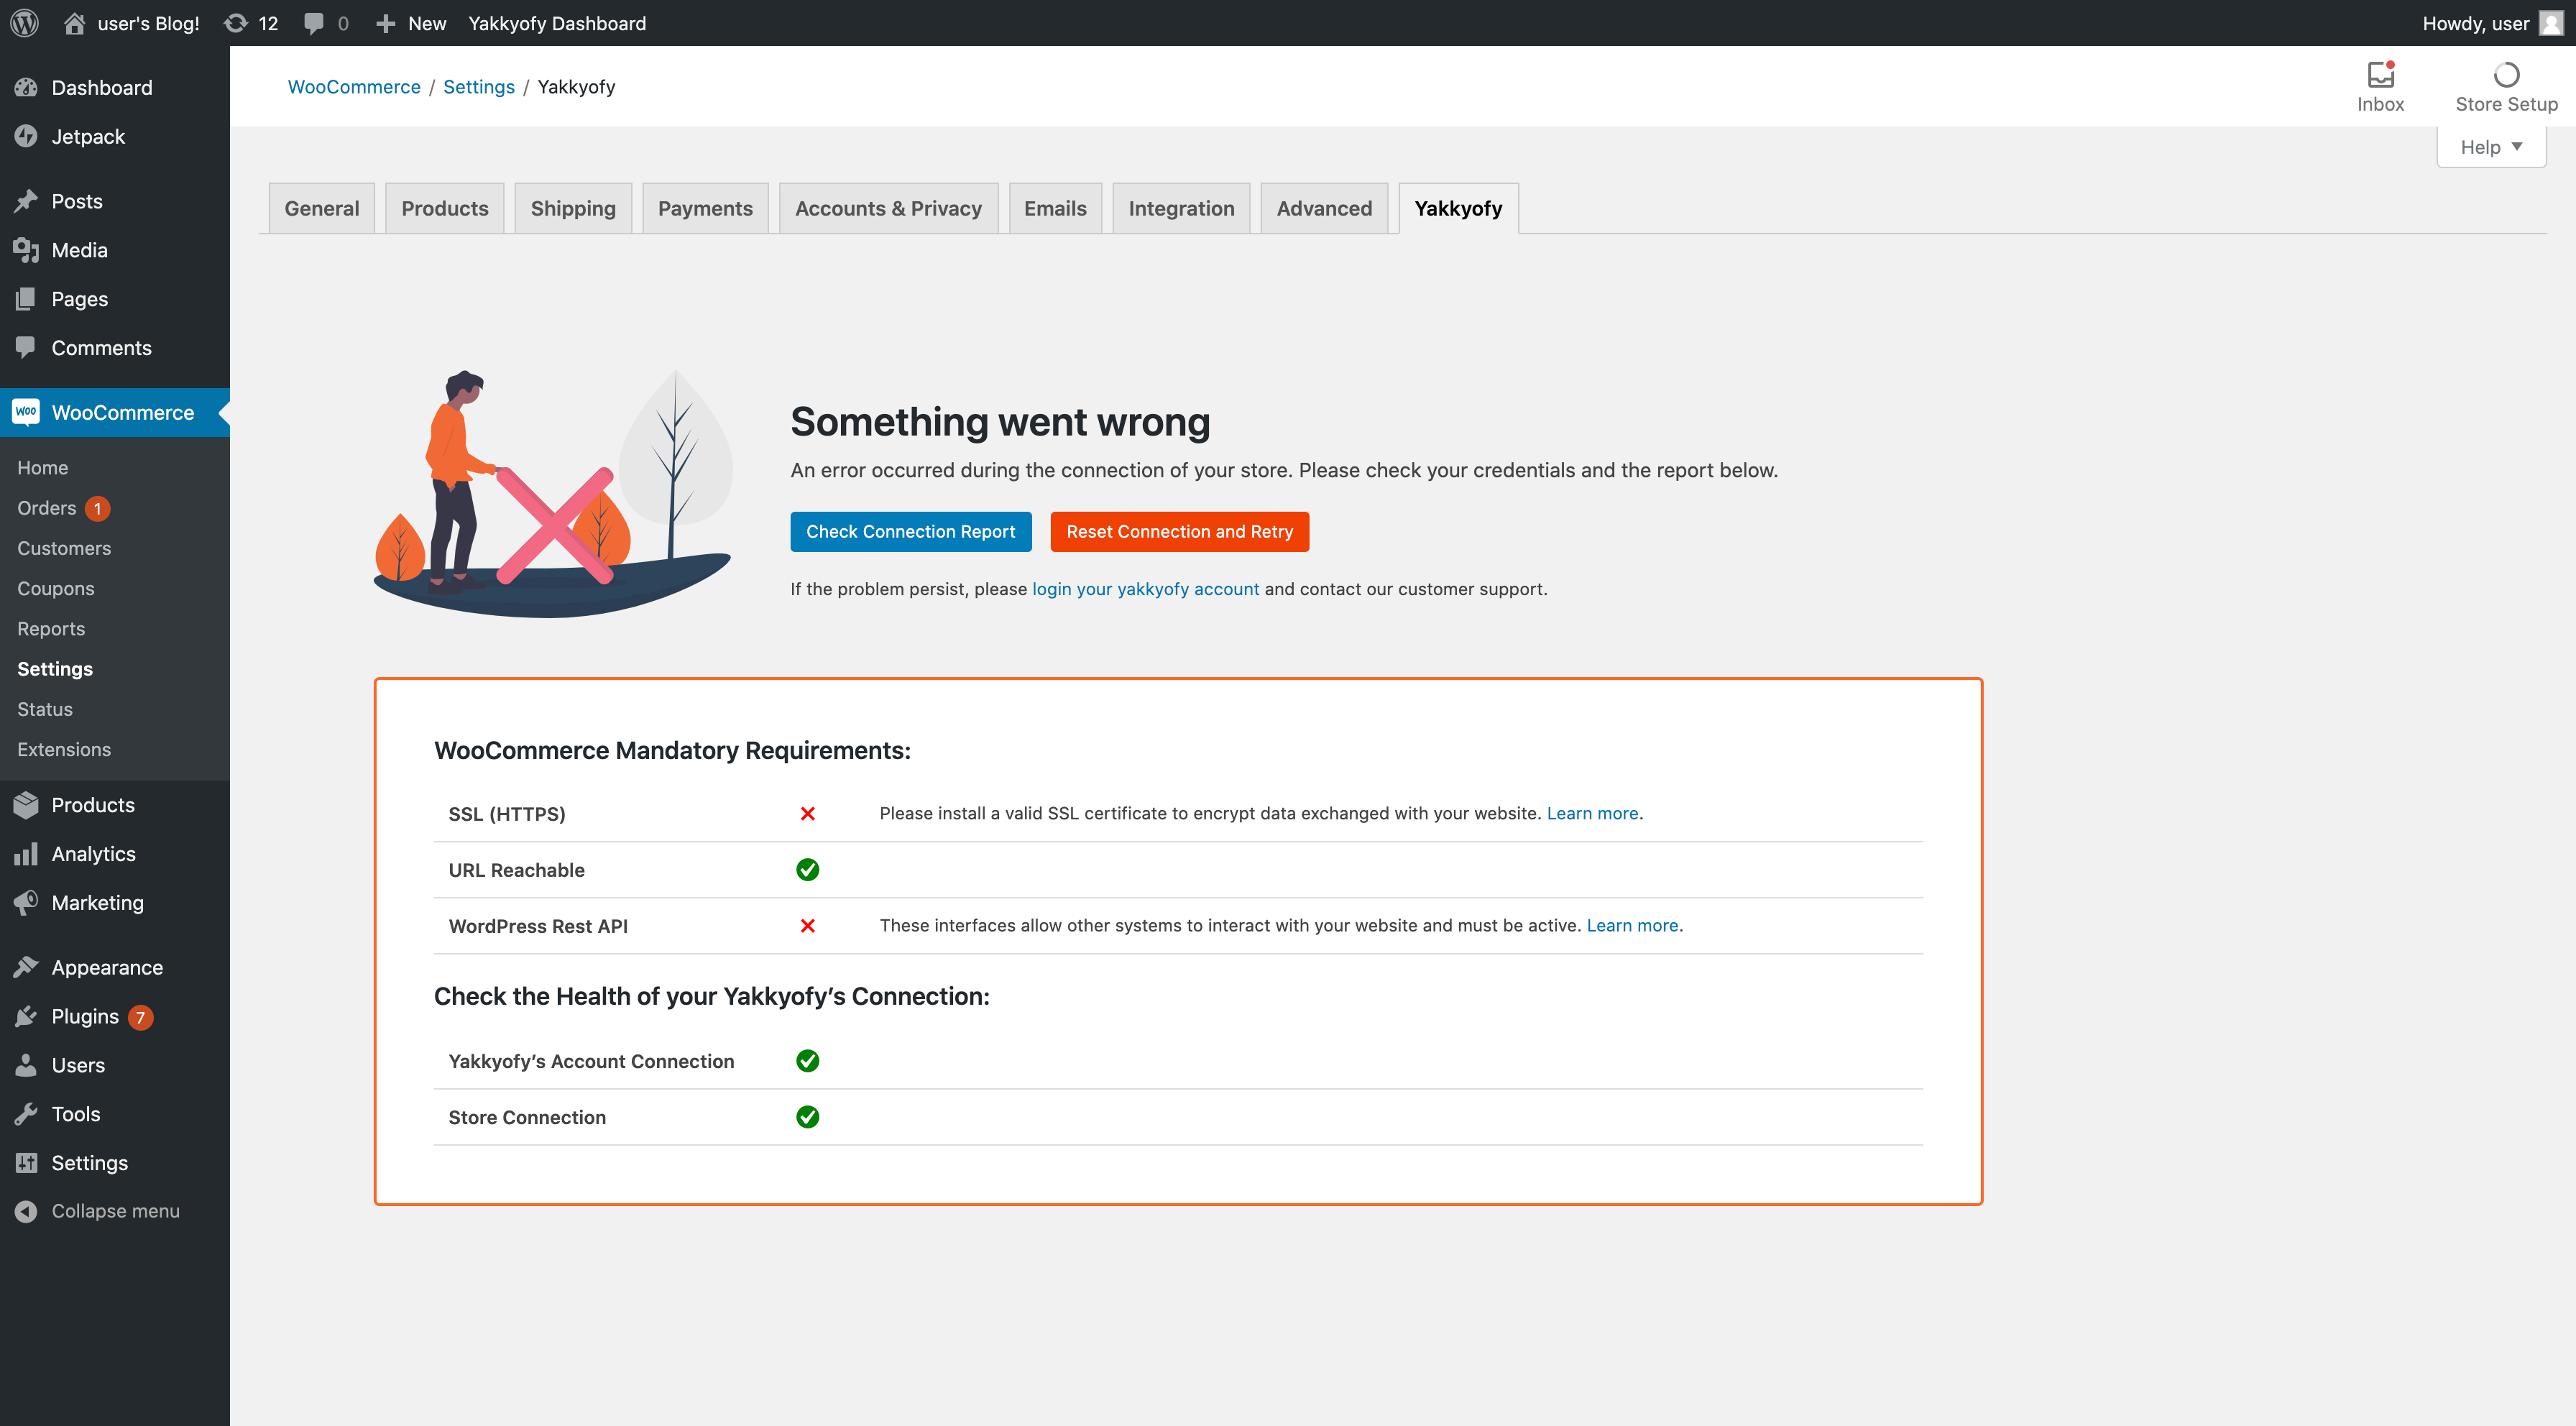 user's Blog! 12 0 New Yakkyofy Dashboard Howdy, user
Dashboard
Jetpack
Posts
Media
Pages
Comments
Woo WooCommerce
Home
Orders 1
Customers
Coupons
Reports
Settings
Status
Extensions
Products
Analytics
Marketing
Appearance
Plugins 7
Users
Tools
Settings
Collapse menu
WooCommerce / Settings / Yakkyofy
Inbox
Store Setup
Help
General Products Shipping Payments Accounts & Privacy Emails Integration Advanced Yakkyofy
Something went wrong
An error occurred during the connection of your store. Please check your credentials and the report below.
Check Connection Report Reset Connection and Retry
If the problem persist, please login your yakkyofy account and contact our customer support.
WooCommerce Mandatory Requirements:
SSL (HTTPS) Please install a valid SSL certificate to encrypt data exchanged with your website. Learn more.
URL Reachable
WordPress Rest API These interfaces allow other systems to interact with your website and must be active. Learn more.
Check the Health of your Yakkyofy’s Connection:
Yakkyofy’s Account Connection
Store Connection